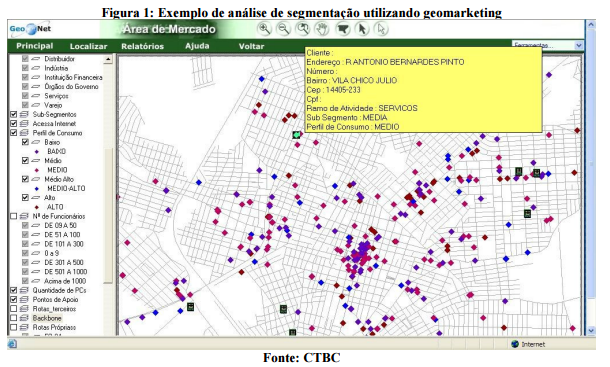 Figura 1: Exemplo de análise de segmentação utilizando geomarketing
Geo Net
Área de Mercado
Principal Localizar Relatórios Ajuda Voltar
Ferramentas...
Distribuidor
Indústria
Instituição Financeira
Órgãos do Governo
Serviços
Varejo
Sub-Segmentos
Acessa Internet
Perfil de Consumo
Baixo
BAIXO
Médio
MEDIO
Médio Alto
MEDIO ALTO
Alto
ALTO
Nº de Funcionários
DE 09 A 50
DE 51 A 100
DE 101 A 300
0 a 9
DE 301 A 500
DE 501 A 1000
Acima de 1000
Quantidade de PCs
Pontos de Apoio
Rotas_terceiros
Backbone
Rotas Próprias
Cliente :
Endereço : R ANTONIO BERNARDES PINTO
Número :
Bairro : VILA CHICO JULIO
Cep : 14405-233
Cpf :
Ramo de Atividade : SERVICOS
Sub Segmento : MEDIA
Perfil de Consumo : MEDIO
Internet
Fonte: CTBC